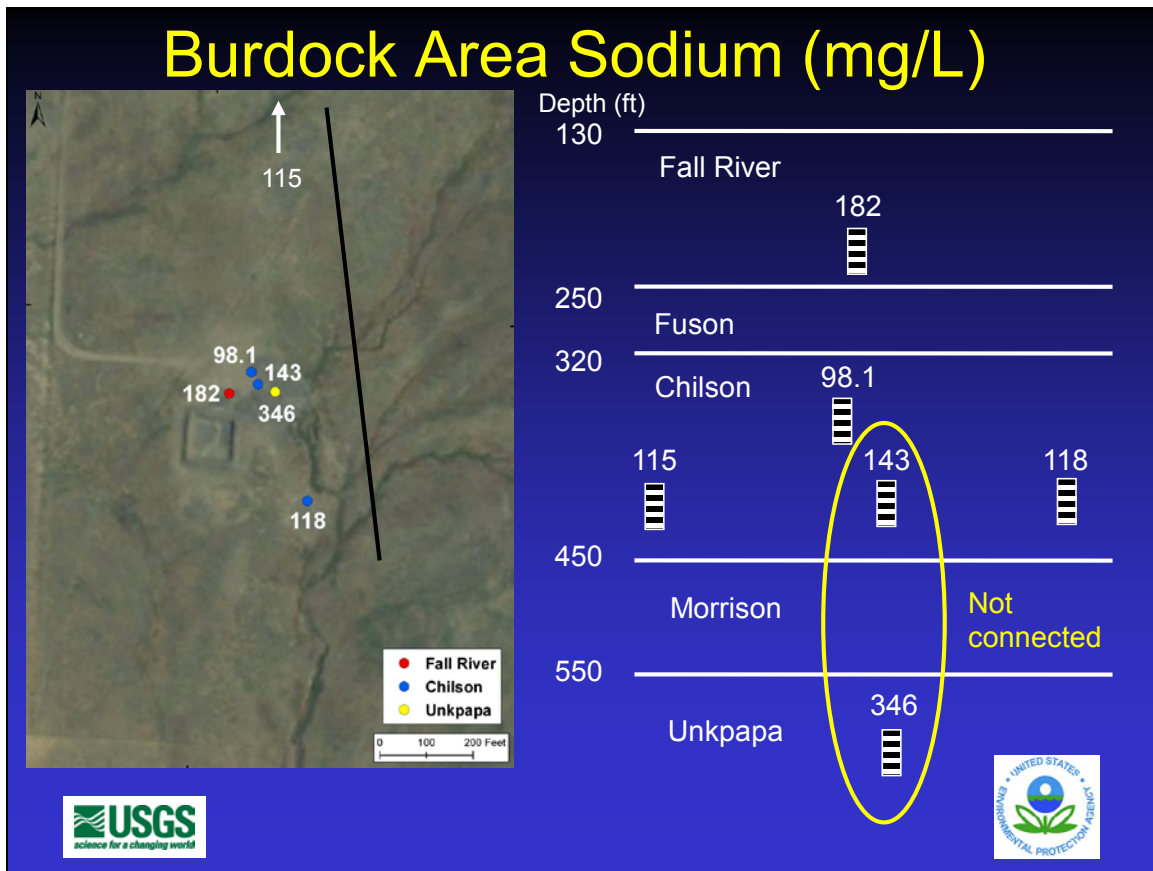 Burdock Area Sodium (mg/L)
N
115
98.1
143
182
346
118
Fall River
Chilson
Unkpapa
0 100 200 Feet
Depth (ft)
130
Fall River
182
250
Fuson
320
Chilson
98.1
115
143
118
450
Morrison
Not
connected
550
346
Unkpapa
USGS
science for a changing world
UNITED STATES
ENVIRONMENTAL PROTECTION AGENCY